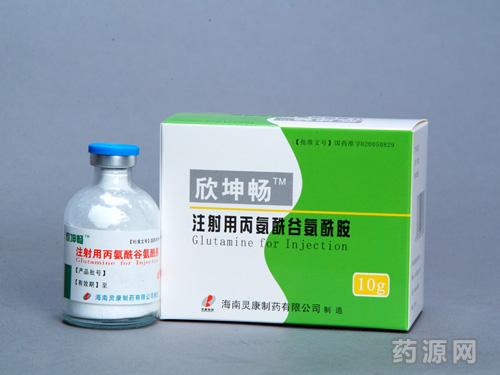 【批准文号】国药准字H20050829
欣坤畅™
注射用丙氨酰谷氨酰胺
Glutamine for Injection
10g
海南灵康制药有限公司 制造
欣坤畅™
注射用丙氨酰谷氨酰胺
Glutamine for Injection
【产品批号】
【有效期】至
海南灵康制药有限公司
药源网